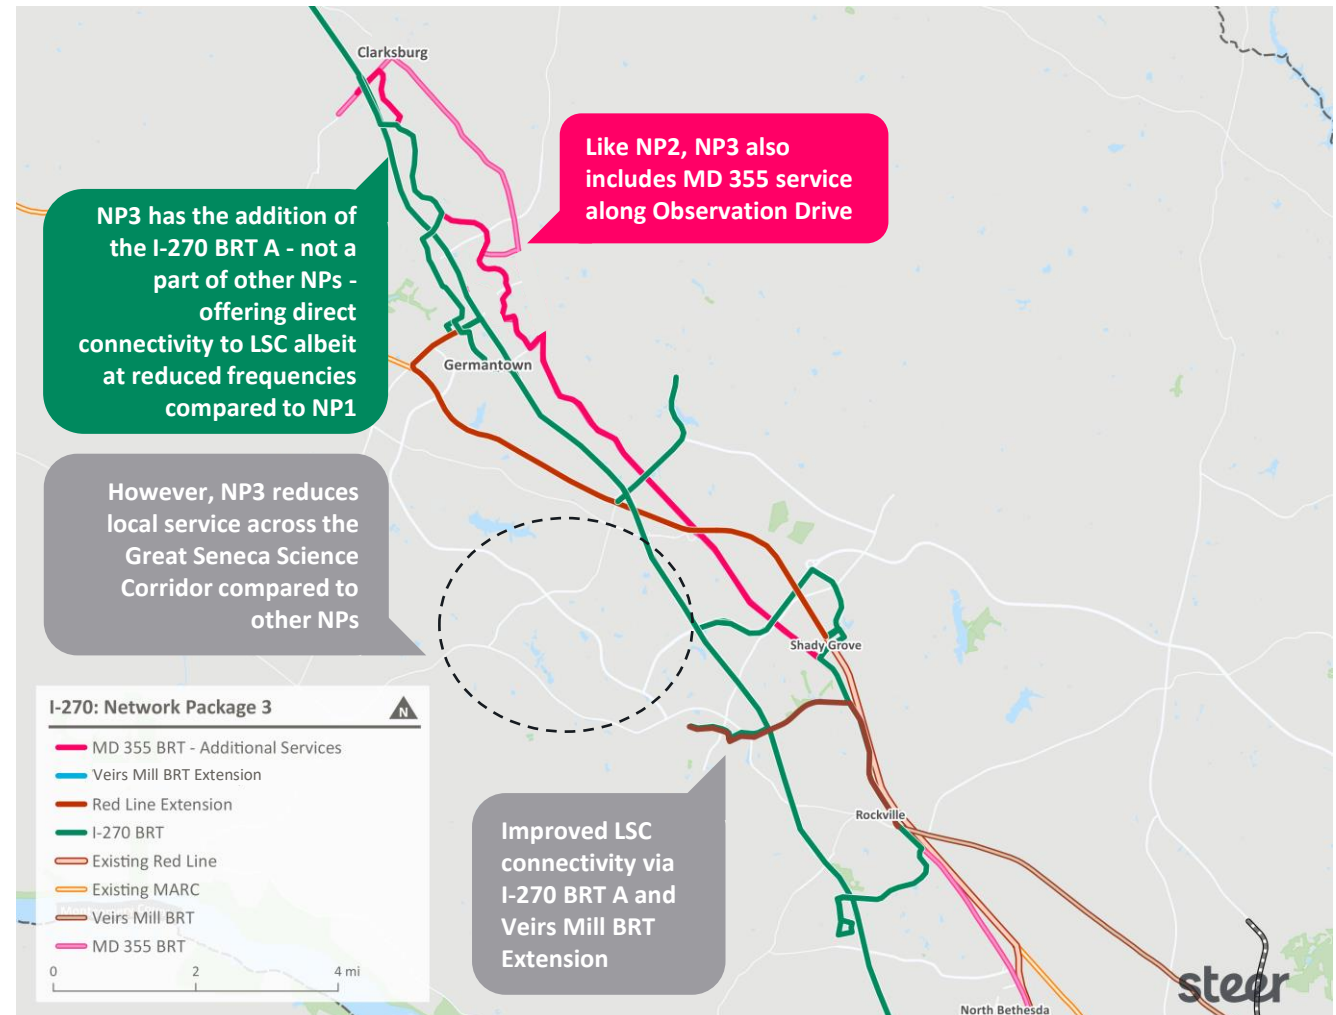 Clarksburg
Like NP2, NP3 also
includes MD 355 service
along Observation Drive
NP3 has the addition of
the I-270 BRT A - not a
part of other NPs -
offering direct
connectivity to LSC albeit
at reduced frequencies
compared to NP1
Germantown
However, NP3 reduces
local service across the
Great Seneca Science
Corridor compared to
other NPs
Shady Grove
I-270: Network Package 3
N
MD 355 BRT - Additional Services
Veirs Mill BRT Extension
Red Line Extension
I-270 BRT
Existing Red Line
Existing MARC
Veirs Mill BRT
MD 355 BRT
0 2 4 mi
Improved LSC
connectivity via
I-270 BRT A and
Veirs Mill BRT
Extension
Rockville
steer
North Bethesda